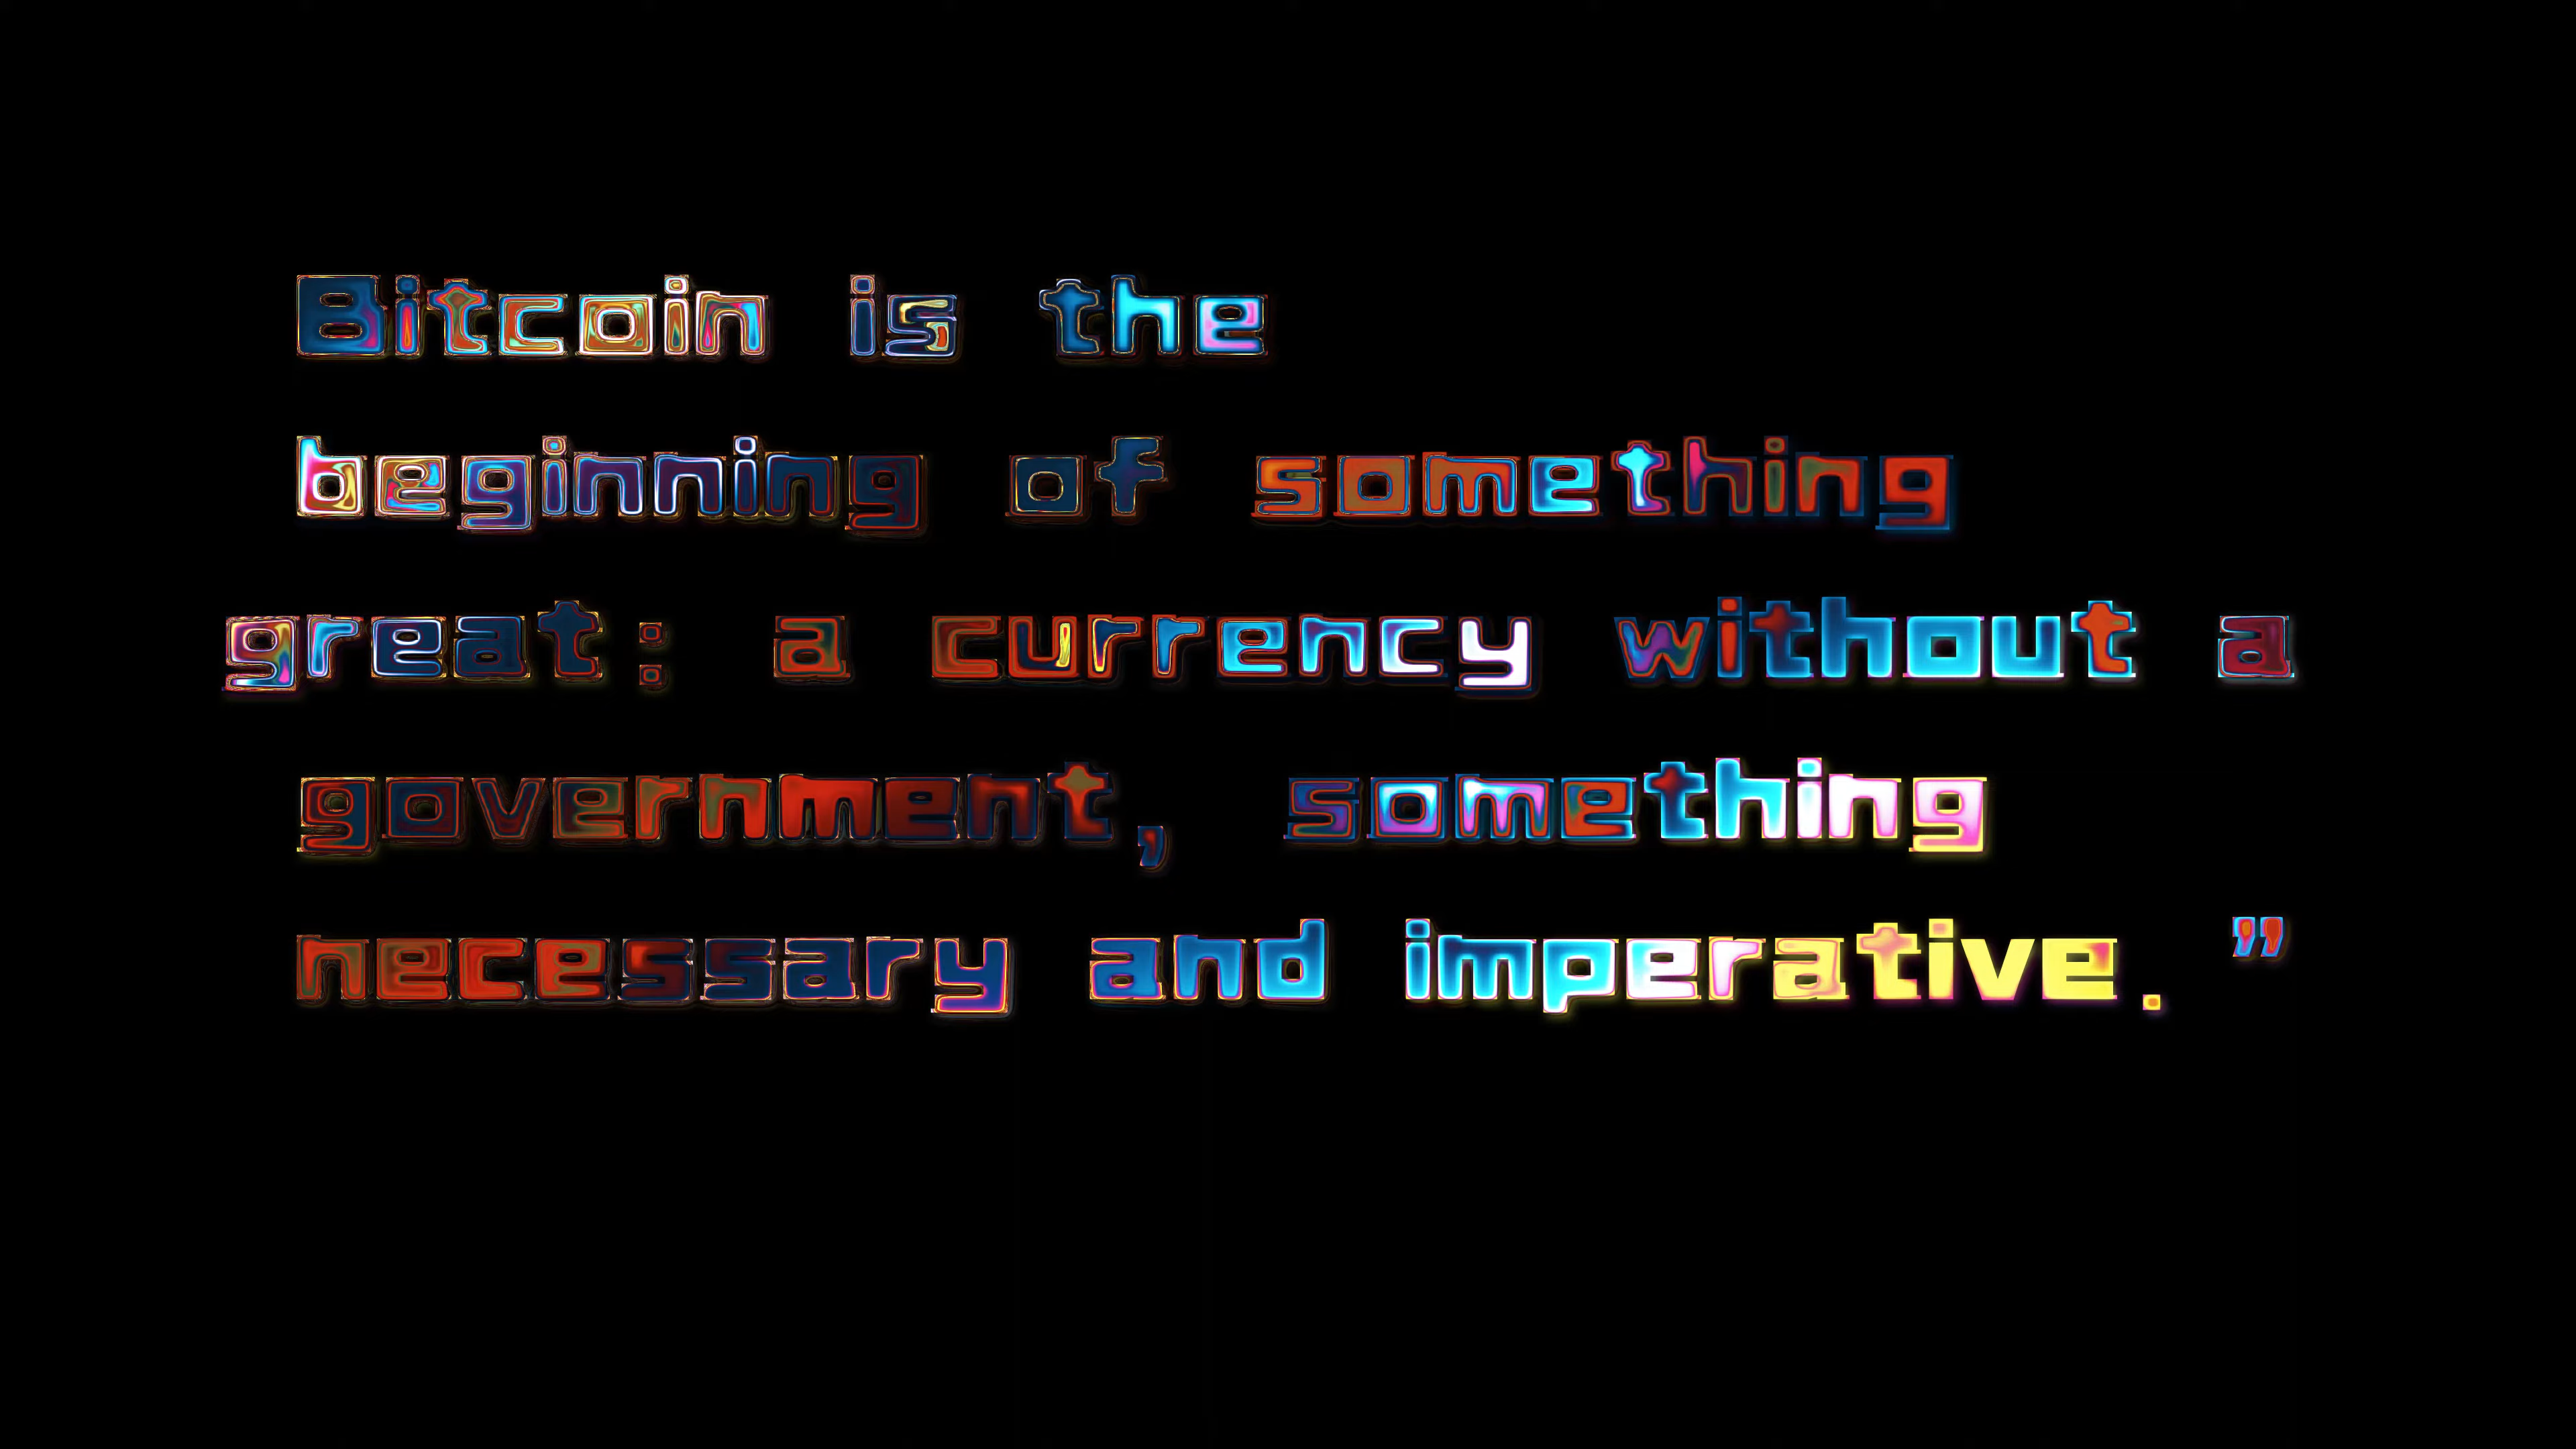 Bitcoin is the
beginning of something
great: a currency without a
government, something
necessary and imperative.”